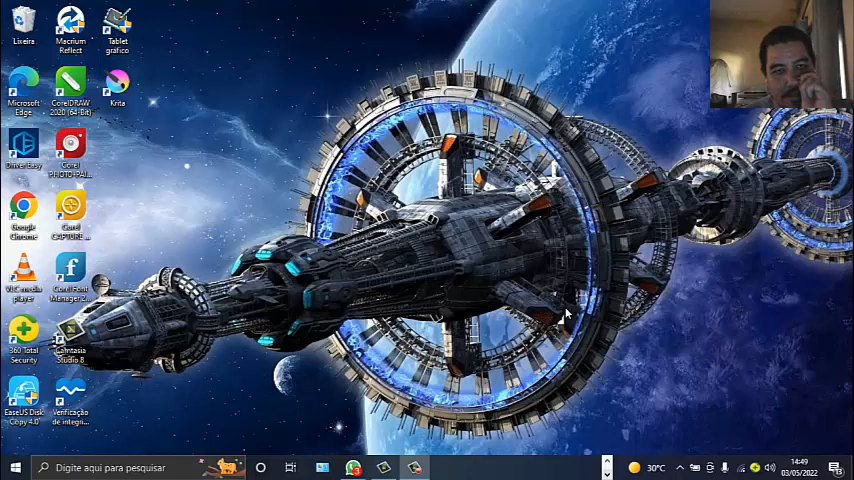 Lixeira
Macrium
Reflect
Tablet
gráfico
Microsoft
Edge
CorelDRAW
2020 (64-Bit)
Krita
DriverEasy
Corel
PHOTO-PAI...
Google
Chrome
Corel
CAPTURE ...
VLC media
player
Corel Font
Manager 2...
360 Total
Security
Camtasia
Studio 8
EaseUS Disk
Copy 4.0
Verificação
de integri...
Digite aqui para pesquisar
3
30°C
14:49
03/05/2022